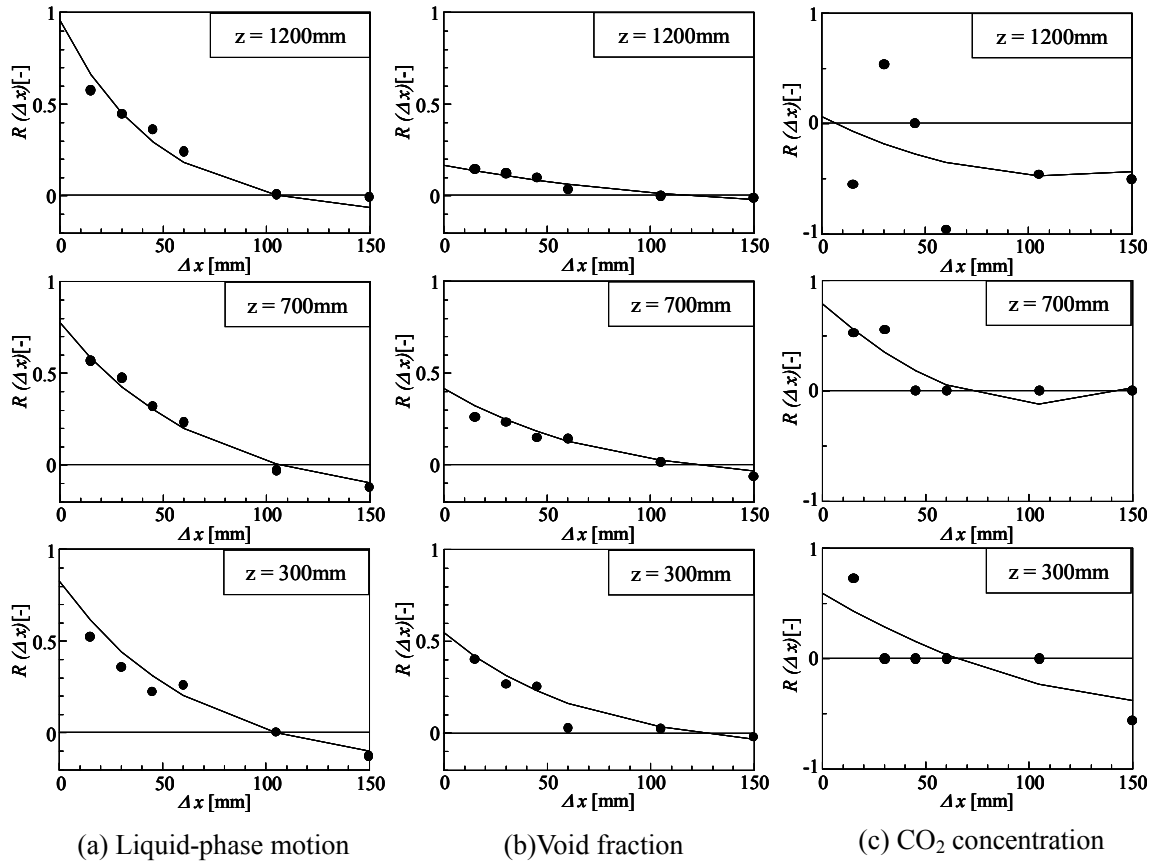 1
z = 1200mm
0.5
R (Δx)[-]
0
0 50 100 150
Δx [mm]
1
z = 1200mm
0.5
R (Δx)[-]
0
0 50 100 150
Δx [mm]
1
z = 1200mm
R (Δx)[-]
0
-1
0 50 100 150
Δx [mm]
1
z = 700mm
0.5
R (Δx)[-]
0
0 50 100 150
Δx [mm]
1
z = 700mm
0.5
R (Δx)[-]
0
0 50 100 150
Δx [mm]
1
z = 700mm
R (Δx)[-]
0
-1
0 50 100 150
Δx [mm]
1
z = 300mm
0.5
R (Δx)[-]
0
0 50 100 150
Δx [mm]
1
z = 300mm
0.5
R (Δx)[-]
0
0 50 100 150
Δx [mm]
1
z = 300mm
R (Δx)[-]
0
-1
0 50 100 150
Δx [mm]
(a) Liquid-phase motion
(b)Void fraction
(c) CO₂ concentration